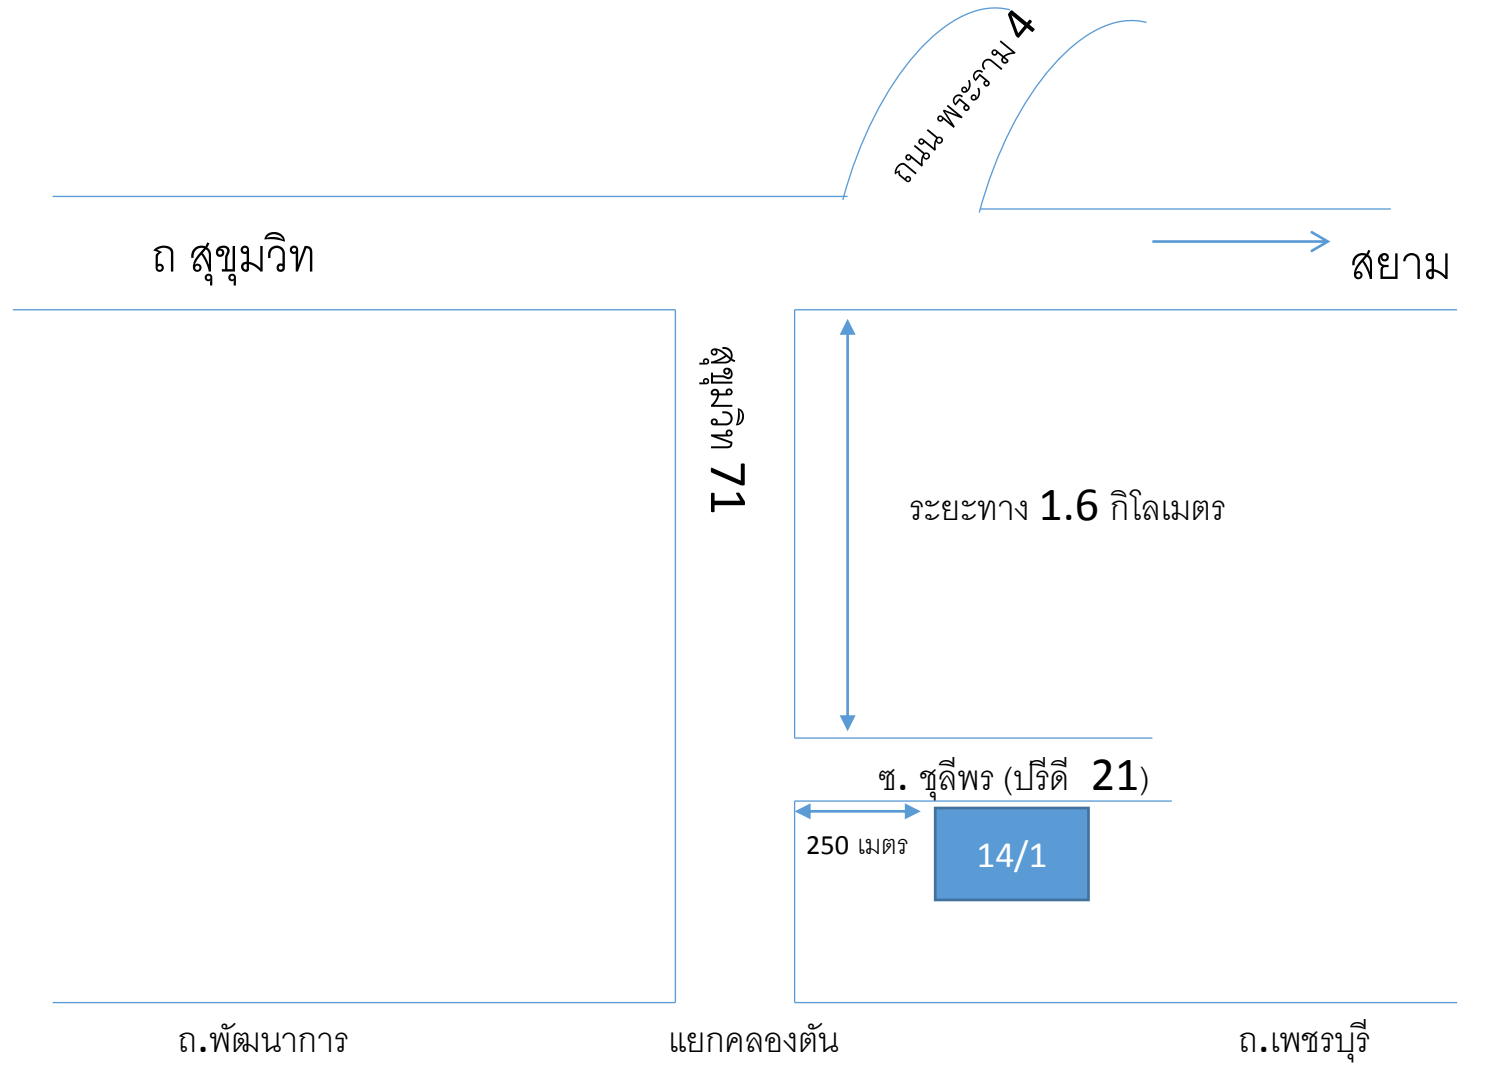 ถนน พระราม 4
ถ สุขุมวิท
สยาม
สุขุมวิท 71
ระยะทาง 1.6 กิโลเมตร
ซ. ชุลีพร (ปรีดี 21)
250 เมตร
14/1
ถ.พัฒนาการ
แยกคลองตัน
ถ.เพชรบุรี